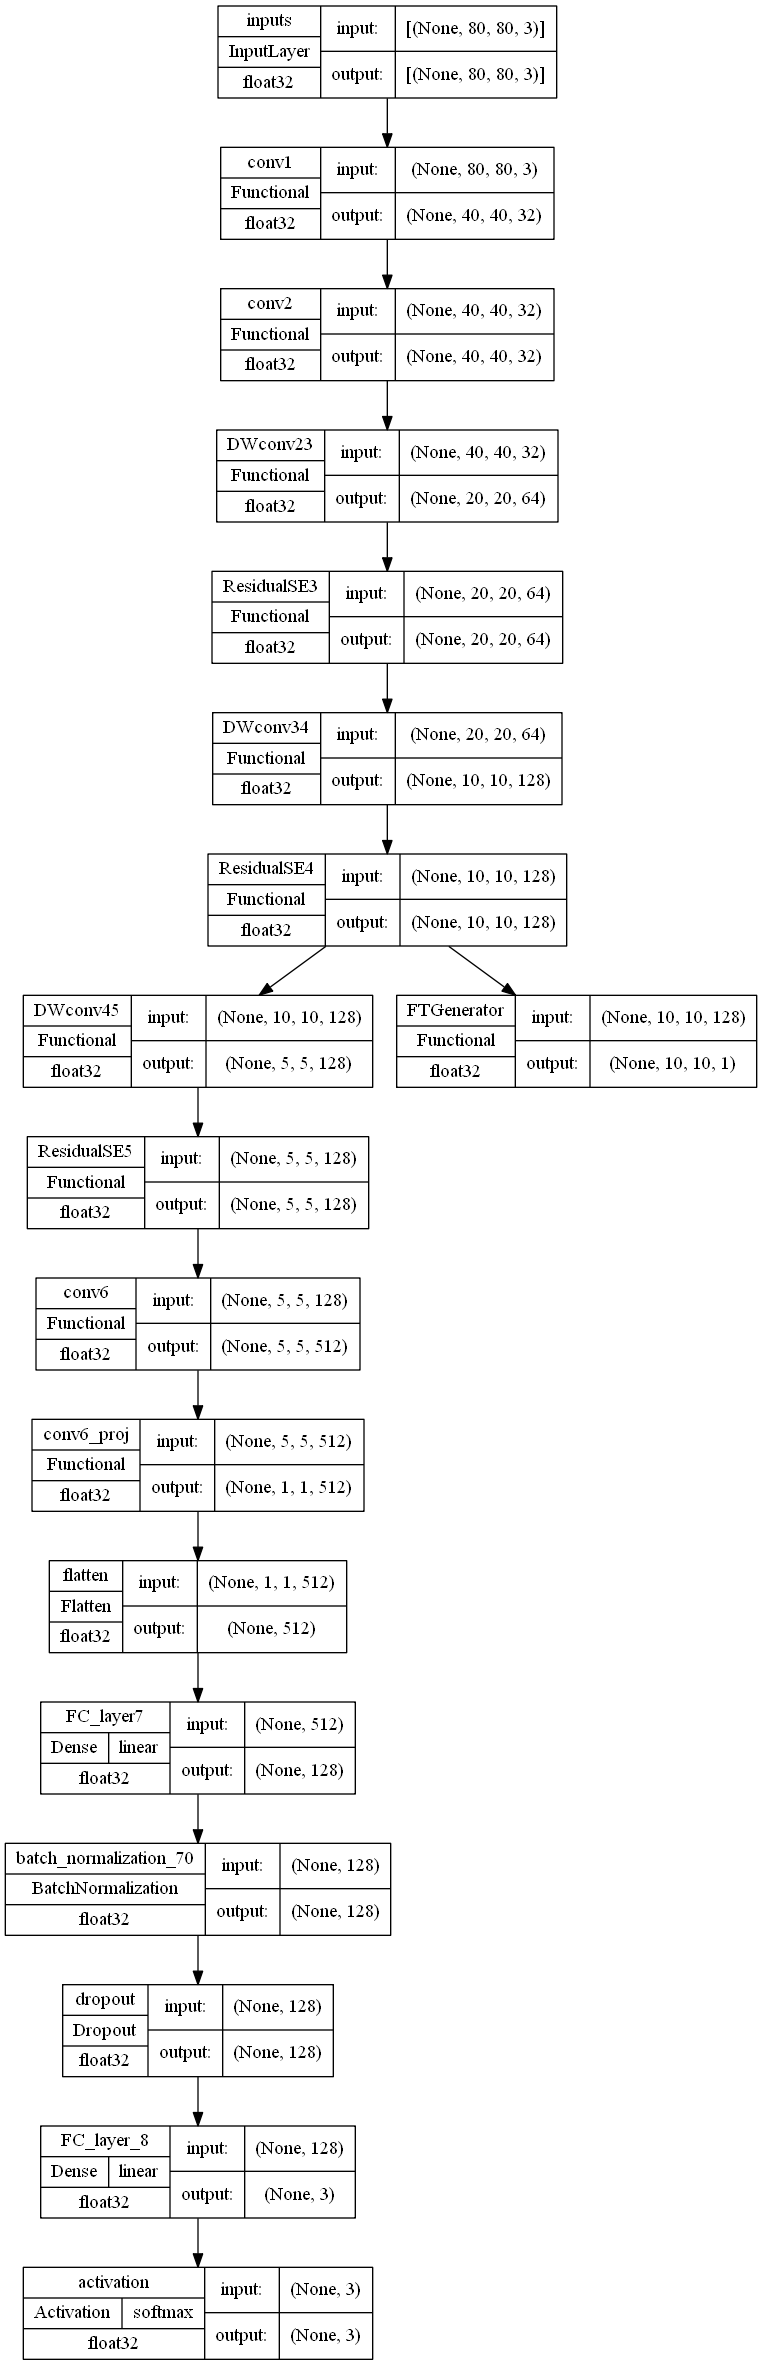 inputs
InputLayer
float32
input: [(None, 80, 80, 3)]
output: [(None, 80, 80, 3)]
conv1
Functional
float32
input: (None, 80, 80, 3)
output: (None, 40, 40, 32)
conv2
Functional
float32
input: (None, 40, 40, 32)
output: (None, 40, 40, 32)
DWconv23
Functional
float32
input: (None, 40, 40, 32)
output: (None, 20, 20, 64)
ResidualSE3
Functional
float32
input: (None, 20, 20, 64)
output: (None, 20, 20, 64)
DWconv34
Functional
float32
input: (None, 20, 20, 64)
output: (None, 10, 10, 128)
ResidualSE4
Functional
float32
input: (None, 10, 10, 128)
output: (None, 10, 10, 128)
DWconv45
Functional
float32
input: (None, 10, 10, 128)
output: (None, 5, 5, 128)
FTGenerator
Functional
float32
input: (None, 10, 10, 128)
output: (None, 10, 10, 1)
ResidualSE5
Functional
float32
input: (None, 5, 5, 128)
output: (None, 5, 5, 128)
conv6
Functional
float32
input: (None, 5, 5, 128)
output: (None, 5, 5, 512)
conv6_proj
Functional
float32
input: (None, 5, 5, 512)
output: (None, 1, 1, 512)
flatten
Flatten
float32
input: (None, 1, 1, 512)
output: (None, 512)
FC_layer7
Dense linear
float32
input: (None, 512)
output: (None, 128)
batch_normalization_70
BatchNormalization
float32
input: (None, 128)
output: (None, 128)
dropout
Dropout
float32
input: (None, 128)
output: (None, 128)
FC_layer_8
Dense linear
float32
input: (None, 128)
output: (None, 3)
activation
Activation softmax
float32
input: (None, 3)
output: (None, 3)